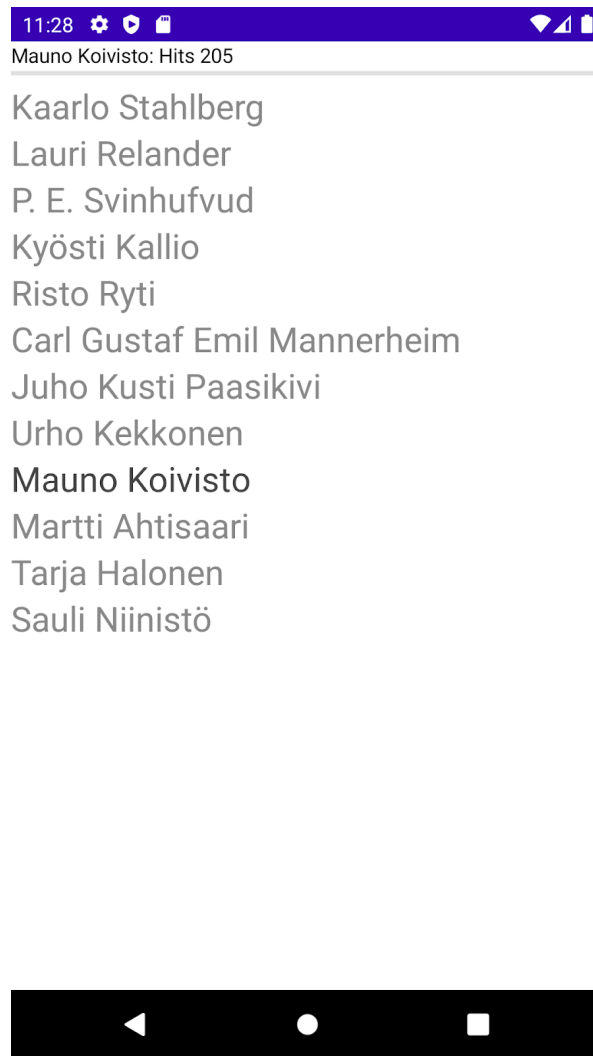 11:28
Mauno Koivisto: Hits 205
Kaarlo Stahlberg
Lauri Relander
P. E. Svinhufvud
Kyösti Kallio
Risto Ryti
Carl Gustaf Emil Mannerheim
Juho Kusti Paasikivi
Urho Kekkonen
Mauno Koivisto
Martti Ahtisaari
Tarja Halonen
Sauli Niinistö